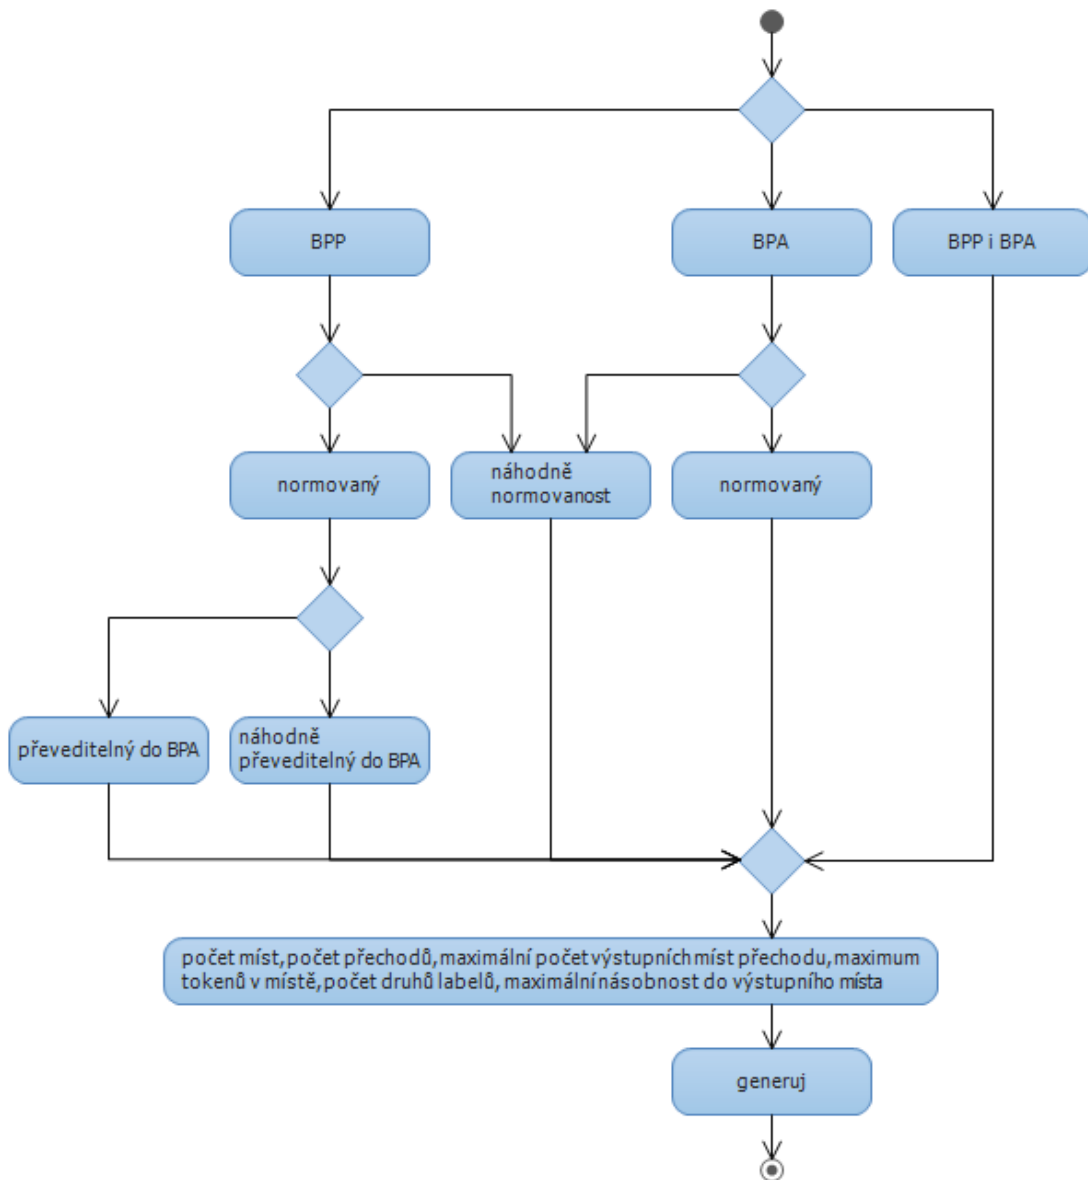 BPP
BPA
BPP i BPA
normovaný
náhodně
normovanost
normovaný
převeditelný do BPA
náhodně
převeditelný do BPA
počet míst, počet přechodů, maximální počet výstupních míst přechodu, maximum
tokenů v místě, počet druhů labelů, maximální násobnost do výstupního místa
generuj